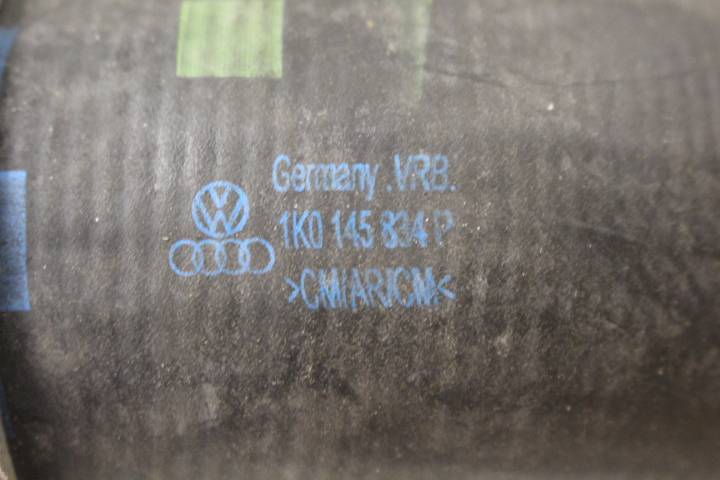 Germany .VRB.
1K0 145 834 P
>CM/AR/CM<